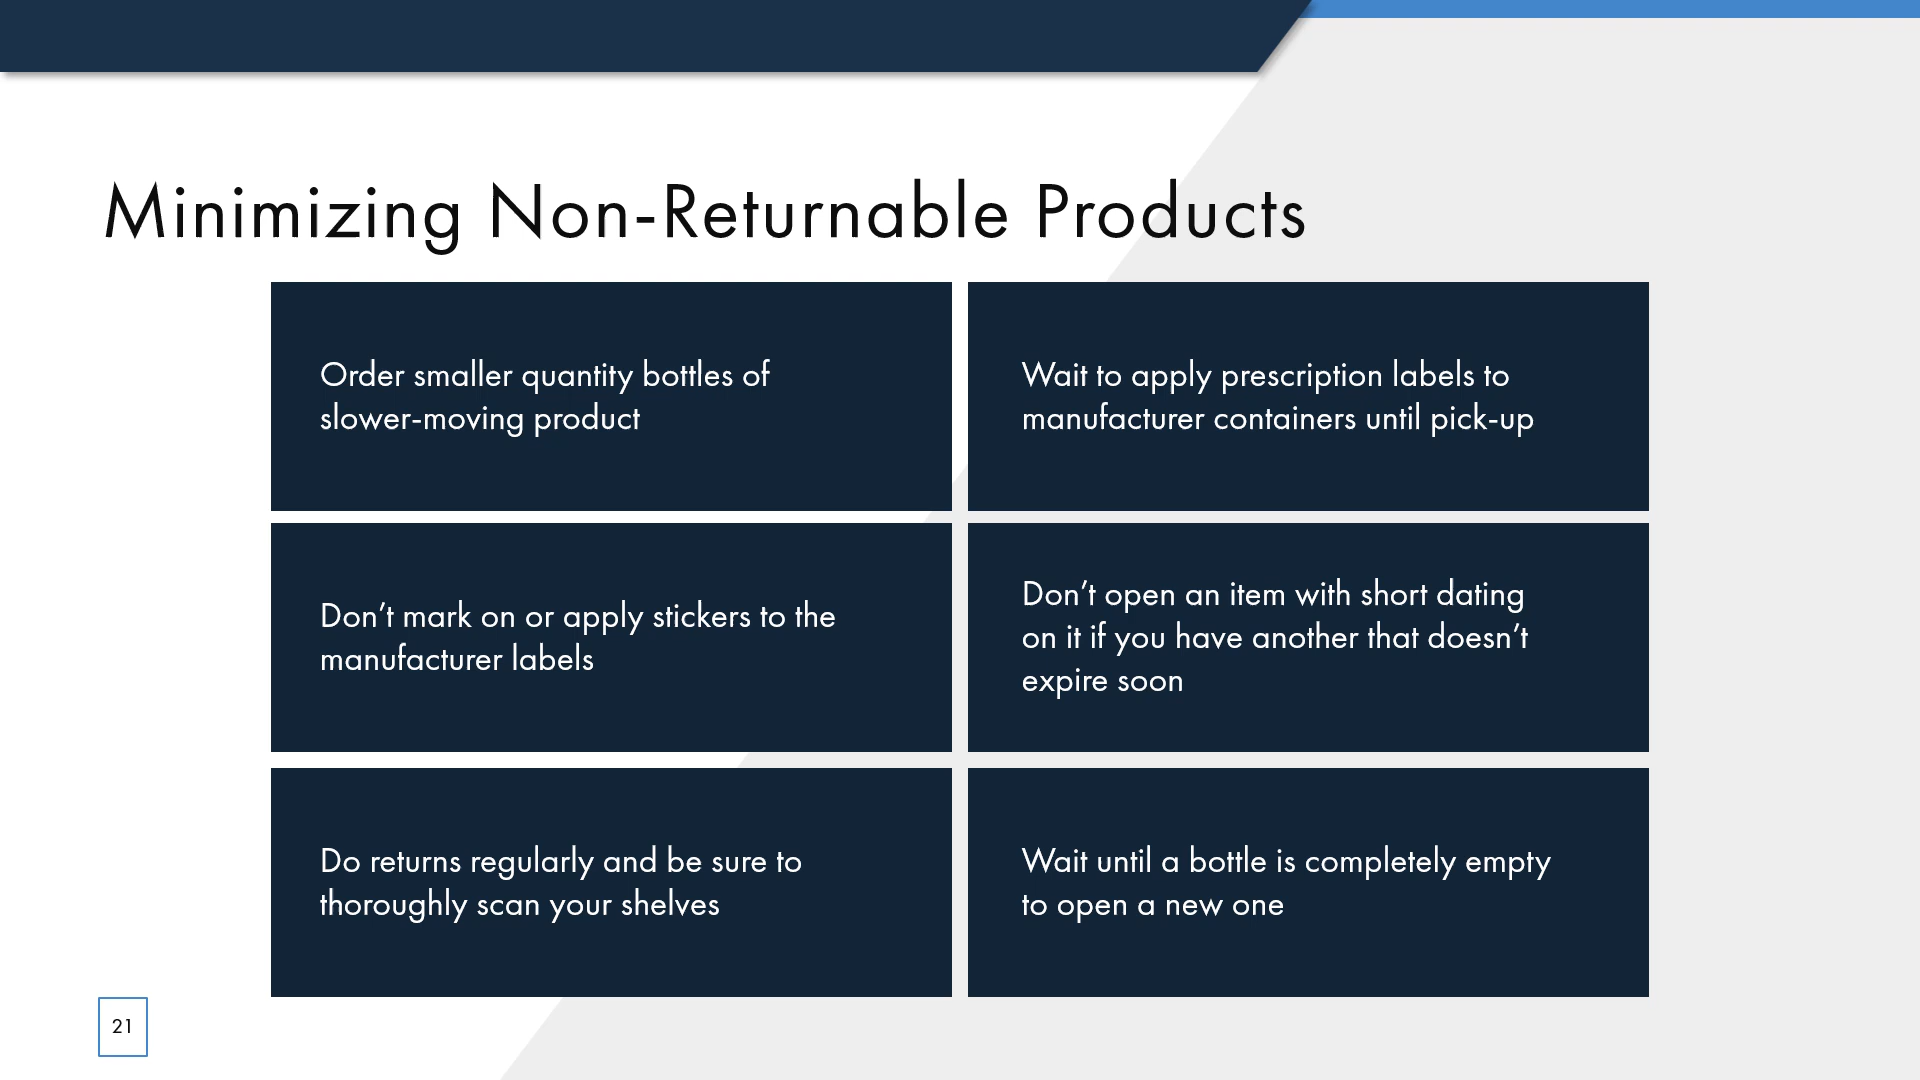 Minimizing Non-Returnable Products
Order smaller quantity bottles of
slower-moving product
Wait to apply prescription labels to
manufacturer containers until pick-up
Don’t mark on or apply stickers to the
manufacturer labels
Don’t open an item with short dating
on it if you have another that doesn’t
expire soon
Do returns regularly and be sure to
thoroughly scan your shelves
Wait until a bottle is completely empty
to open a new one
21